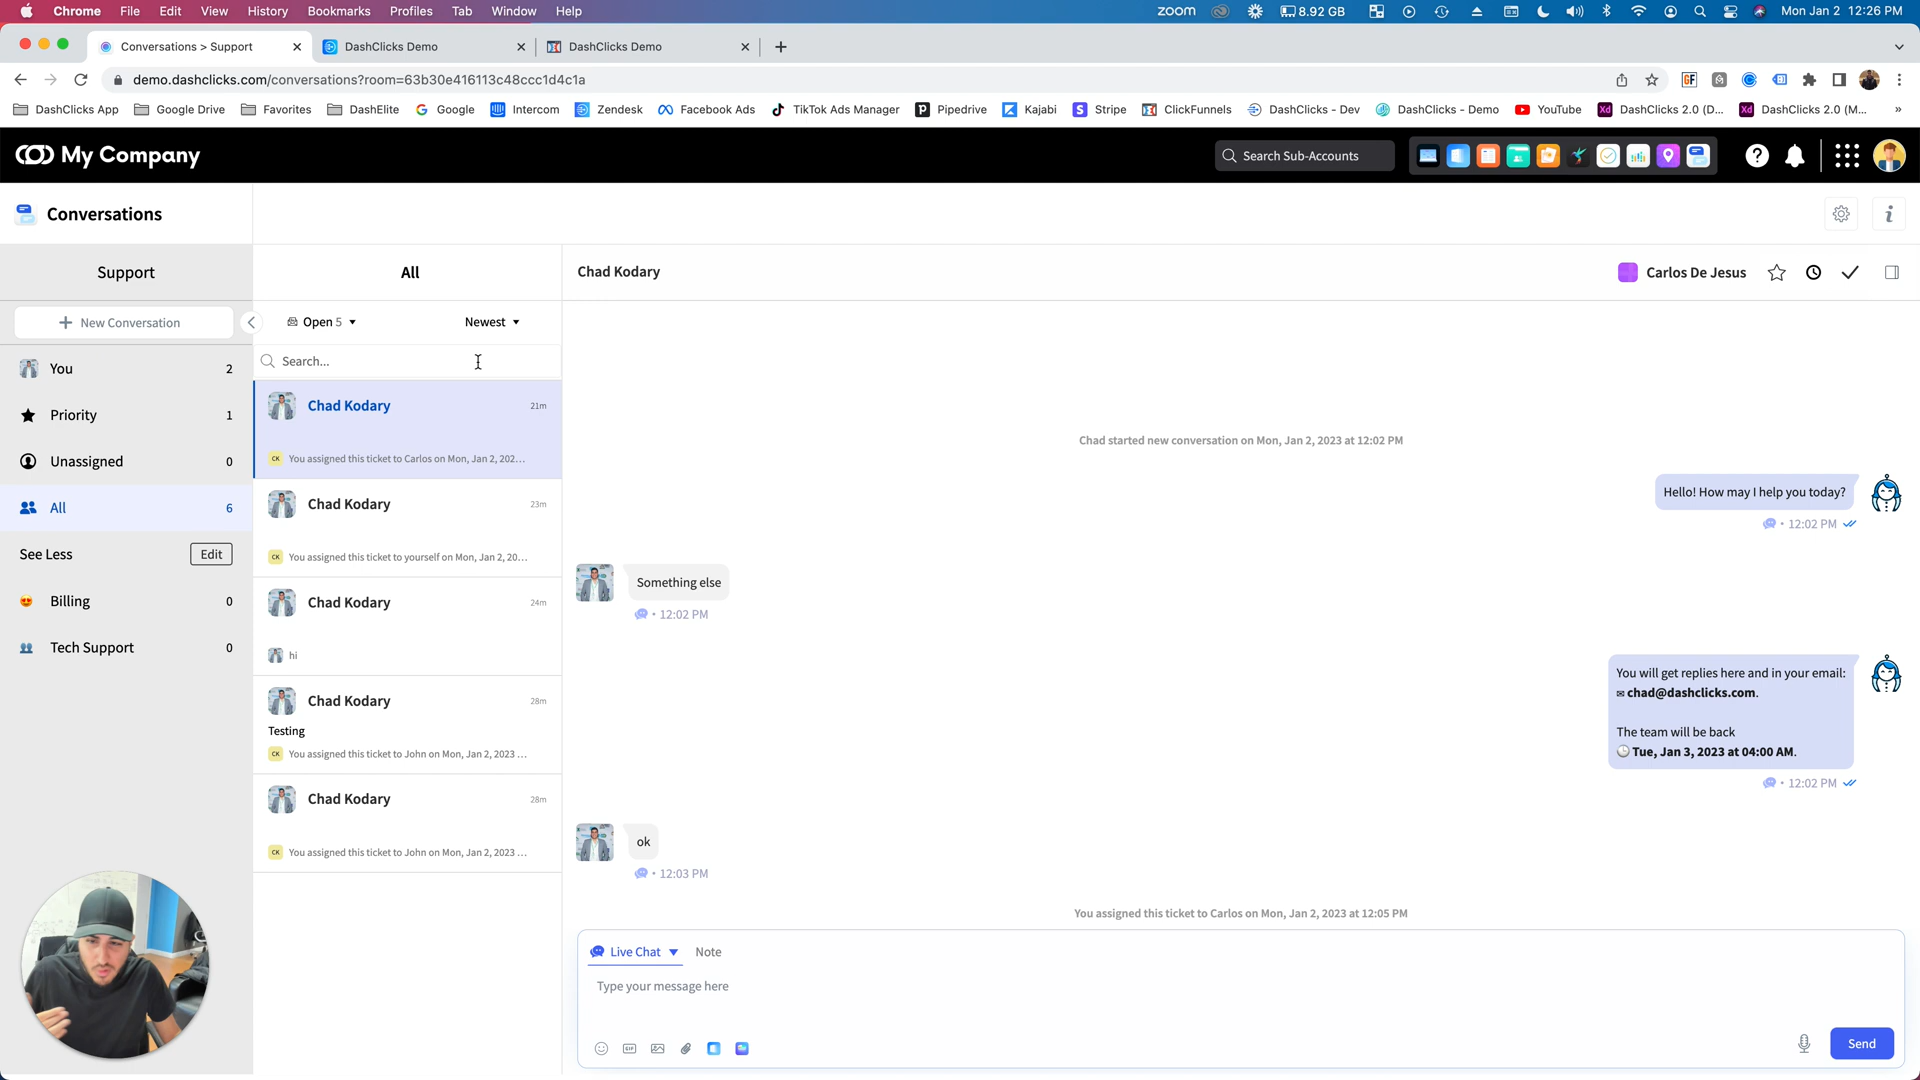 Chrome File Edit View History Bookmarks Profiles Tab Window Help
zoom 8.92 GB Mon Jan 2 12:26 PM
Conversations > Support
DashClicks Demo
DashClicks Demo
demo.dashclicks.com/conversations?room=63b30e416113c48ccc1d4c1a
DashClicks App Google Drive Favorites DashElite Google Intercom Zendesk Facebook Ads TikTok Ads Manager Pipedrive Kajabi Stripe ClickFunnels DashClicks - Dev DashClicks - Demo YouTube DashClicks 2.0 (D... DashClicks 2.0 (M... »
My Company
Search Sub-Accounts
Conversations
Support
New Conversation
You 2
Priority 1
Unassigned 0
All 6
See Less Edit
Billing 0
Tech Support 0
All
Open 5 Newest
Search...
Chad Kodary 21m
CK You assigned this ticket to Carlos on Mon, Jan 2, 202...
Chad Kodary 23m
CK You assigned this ticket to yourself on Mon, Jan 2, 20...
Chad Kodary 24m
hi
Chad Kodary 28m
Testing
CK You assigned this ticket to John on Mon, Jan 2, 2023 ...
Chad Kodary 28m
CK You assigned this ticket to John on Mon, Jan 2, 2023 ...
Chad Kodary
Carlos De Jesus
Chad started new conversation on Mon, Jan 2, 2023 at 12:02 PM
Hello! How may I help you today?
• 12:02 PM
Something else
• 12:02 PM
You will get replies here and in your email:
chad@dashclicks.com.
The team will be back
Tue, Jan 3, 2023 at 04:00 AM.
• 12:02 PM
ok
• 12:03 PM
You assigned this ticket to Carlos on Mon, Jan 2, 2023 at 12:05 PM
Live Chat Note
Type your message here
GIF
Send